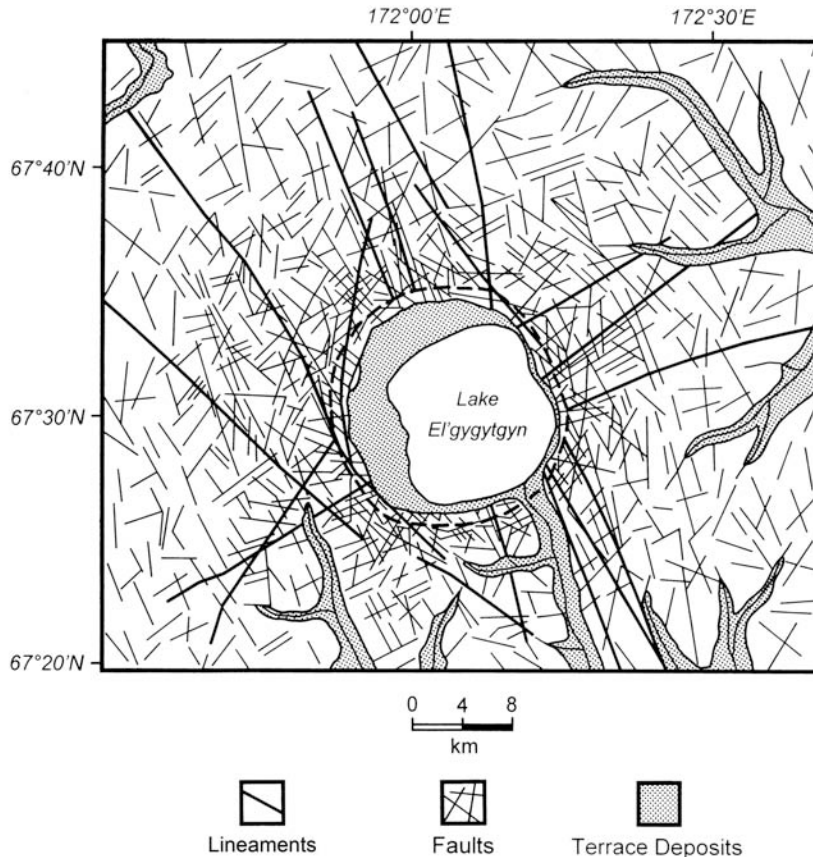 172°00'E
172°30'E
67°40'N
67°30'N
67°20'N
Lake
El'gygytgyn
0 4 8
km
Lineaments
Faults
Terrace Deposits